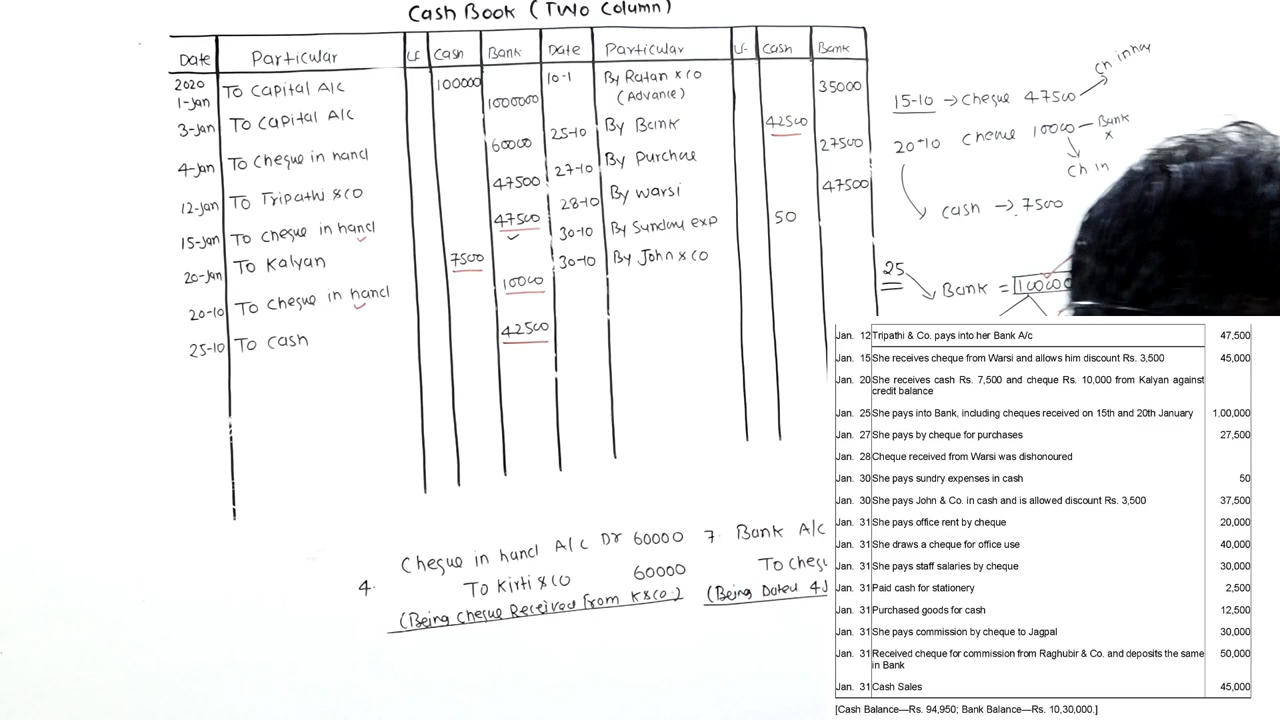 Cash Book (Two Column)
Date Particular LF Cash Bank Date Particular LF Cash Bank
2020
1-Jan To Capital A/c 100000 10-1 By Ratan & co 35000
(Advance)
3-Jan To Capital A/c 1000000 25-10 By Bank 42500
4-Jan To Cheque in hand 60000 27-10 By Purchae 27500
12-Jan To Tripathi & co 47500 28-10 By Warsi 47500
15-Jan To Cheque in hand 47500 30-10 By Sunday exp 50
20-Jan To Kalyan 7500 30-10 By John & co
20-10 To Cheque in hand 10000
25-10 To Cash 42500
15-10 → Cheque 47500 Ch in han
20-10 Cheque 10000 — Bank x
Ch in
Cash → 7500
25 Bank = 100000
4. Cheque in hand A/c Dr 60000
To Kirti & co 60000
(Being Cheque Received from K & co.)
7. Bank A/c
To Cheq
(Being Dated 4J
Jan. 12 Tripathi & Co. pays into her Bank A/c 47,500
Jan. 15 She receives cheque from Warsi and allows him discount Rs. 3,500 45,000
Jan. 20 She receives cash Rs. 7,500 and cheque Rs. 10,000 from Kalyan against
credit balance
Jan. 25 She pays into Bank, including cheques received on 15th and 20th January 1,00,000
Jan. 27 She pays by cheque for purchases 27,500
Jan. 28 Cheque received from Warsi was dishonoured
Jan. 30 She pays sundry expenses in cash 50
Jan. 30 She pays John & Co. in cash and is allowed discount Rs. 3,500 37,500
Jan. 31 She pays office rent by cheque 20,000
Jan. 31 She draws a cheque for office use 40,000
Jan. 31 She pays staff salaries by cheque 30,000
Jan. 31 Paid cash for stationery 2,500
Jan. 31 Purchased goods for cash 12,500
Jan. 31 She pays commission by cheque to Jagpal 30,000
Jan. 31 Received cheque for commission from Raghubir & Co. and deposits the same 50,000
in Bank
Jan. 31 Cash Sales 45,000
[Cash Balance—Rs. 94,950; Bank Balance—Rs. 10,30,000.]